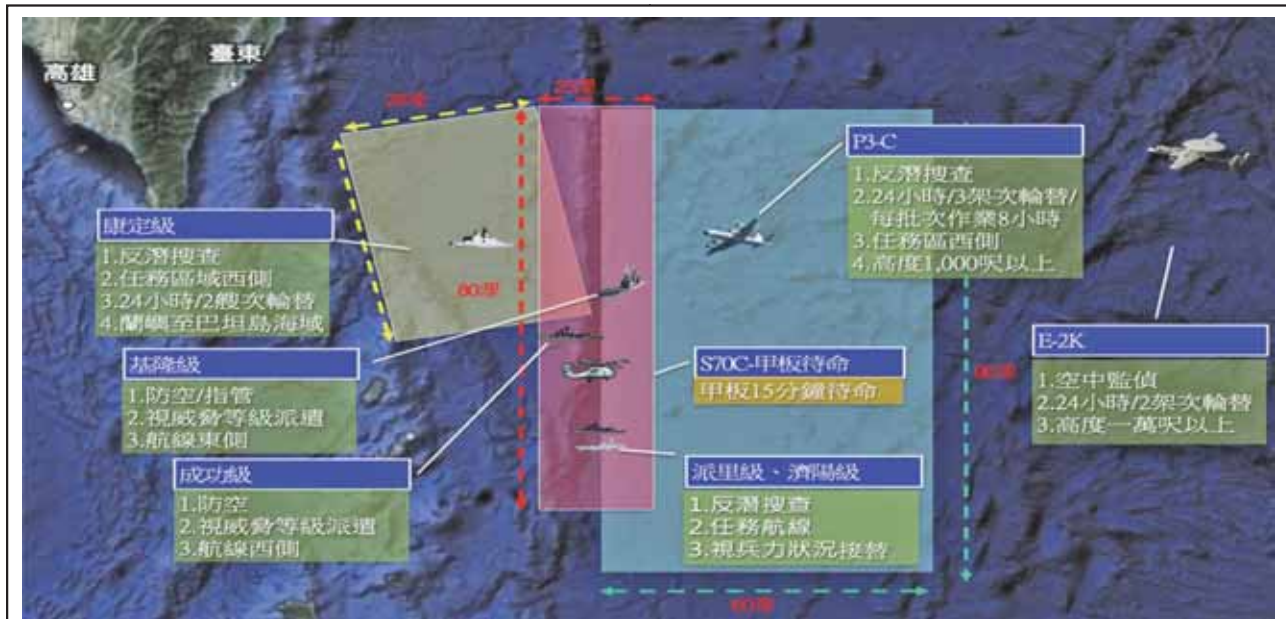 高雄
臺東
80浬
60浬
康定級
1.反潛搜查
2.任務區域西側
3.24小時/2艘次輪替
4.蘭嶼至巴坦島海域
基隆級
1.防空/指管
2.視威脅等級派遣
3.航線東側
成功級
1.防空
2.視威脅等級派遣
3.航線西側
P3-C
1.反潛搜查
2.24小時/3架次輪替/
每批次作業8小時
3.任務區西側
4.高度1,000呎以上
S70C-甲板待命
甲板15分鐘待命
派里級、濟陽級
1.反潛搜查
2.任務航線
3.視兵力狀況接替
E-2K
1.空中監偵
2.24小時/2架次輪替
3.高度一萬呎以上